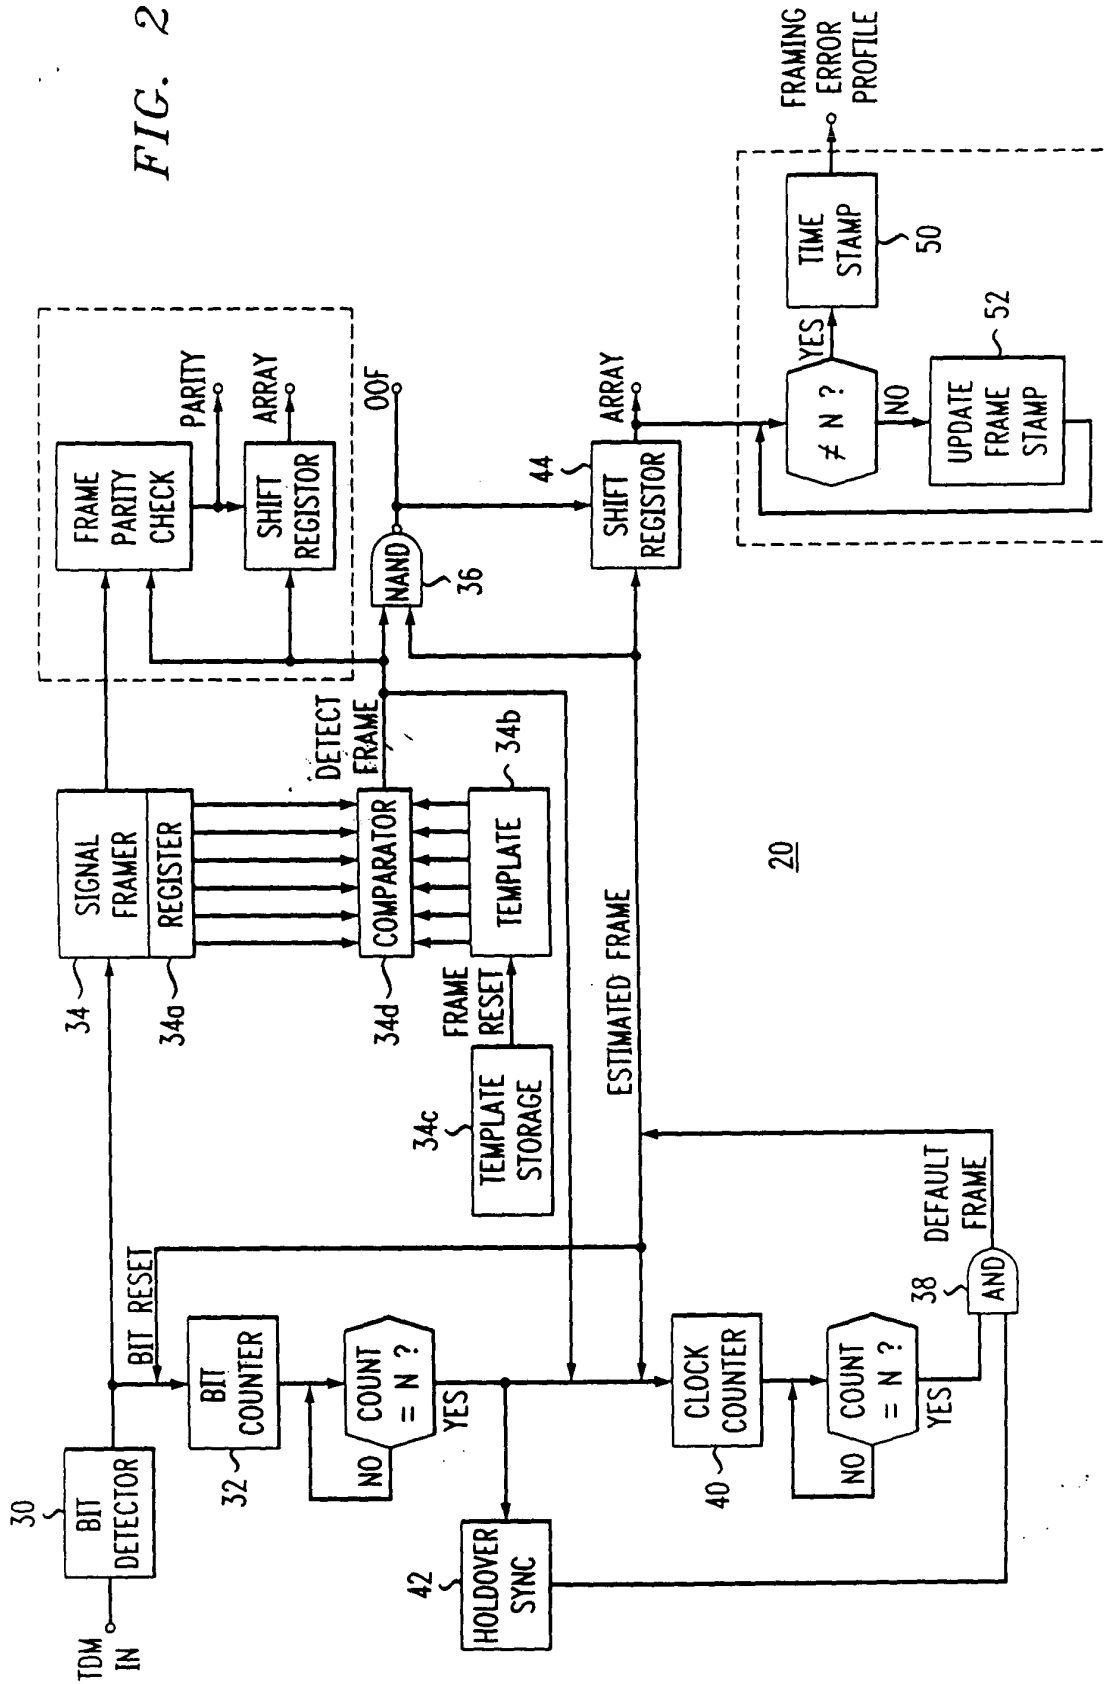 FIG. 2
TDM
IN
30
BIT
DETECTOR
BIT RESET
BIT
COUNTER
32
COUNT
= N ?
NO
YES
42
HOLDOVER
SYNC
CLOCK
COUNTER
40
COUNT
= N ?
NO
YES
38
AND
DEFAULT
FRAME
ESTIMATED FRAME
34
SIGNAL
FRAMER
34a
REGISTER
34d
COMPARATOR
TEMPLATE
34b
FRAME
RESET
34c
TEMPLATE
STORAGE
DETECT
FRAME
FRAME
PARITY
CHECK
PARITY
SHIFT
REGISTOR
ARRAY
NAND
36
OOF
44
SHIFT
REGISTOR
ARRAY
≠ N ?
YES
NO
TIME
STAMP
50
UPDATE
FRAME
STAMP
52
FRAMING
ERROR
PROFILE
20